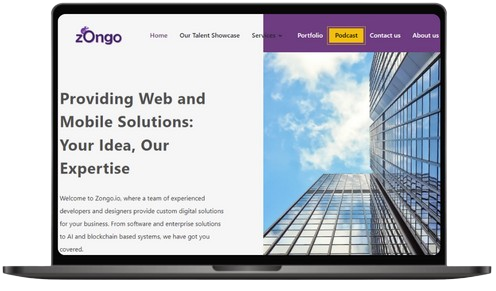 zOngo
Home Our Talent Showcase Services Portfolio Podcast Contact us About us
Providing Web and
Mobile Solutions:
Your Idea, Our
Expertise
Welcome to Zongo.io, where a team of experienced
developers and designers provide custom digital solutions
for your business. From software and enterprise solutions
to AI and blockchain based systems, we have got you
covered.